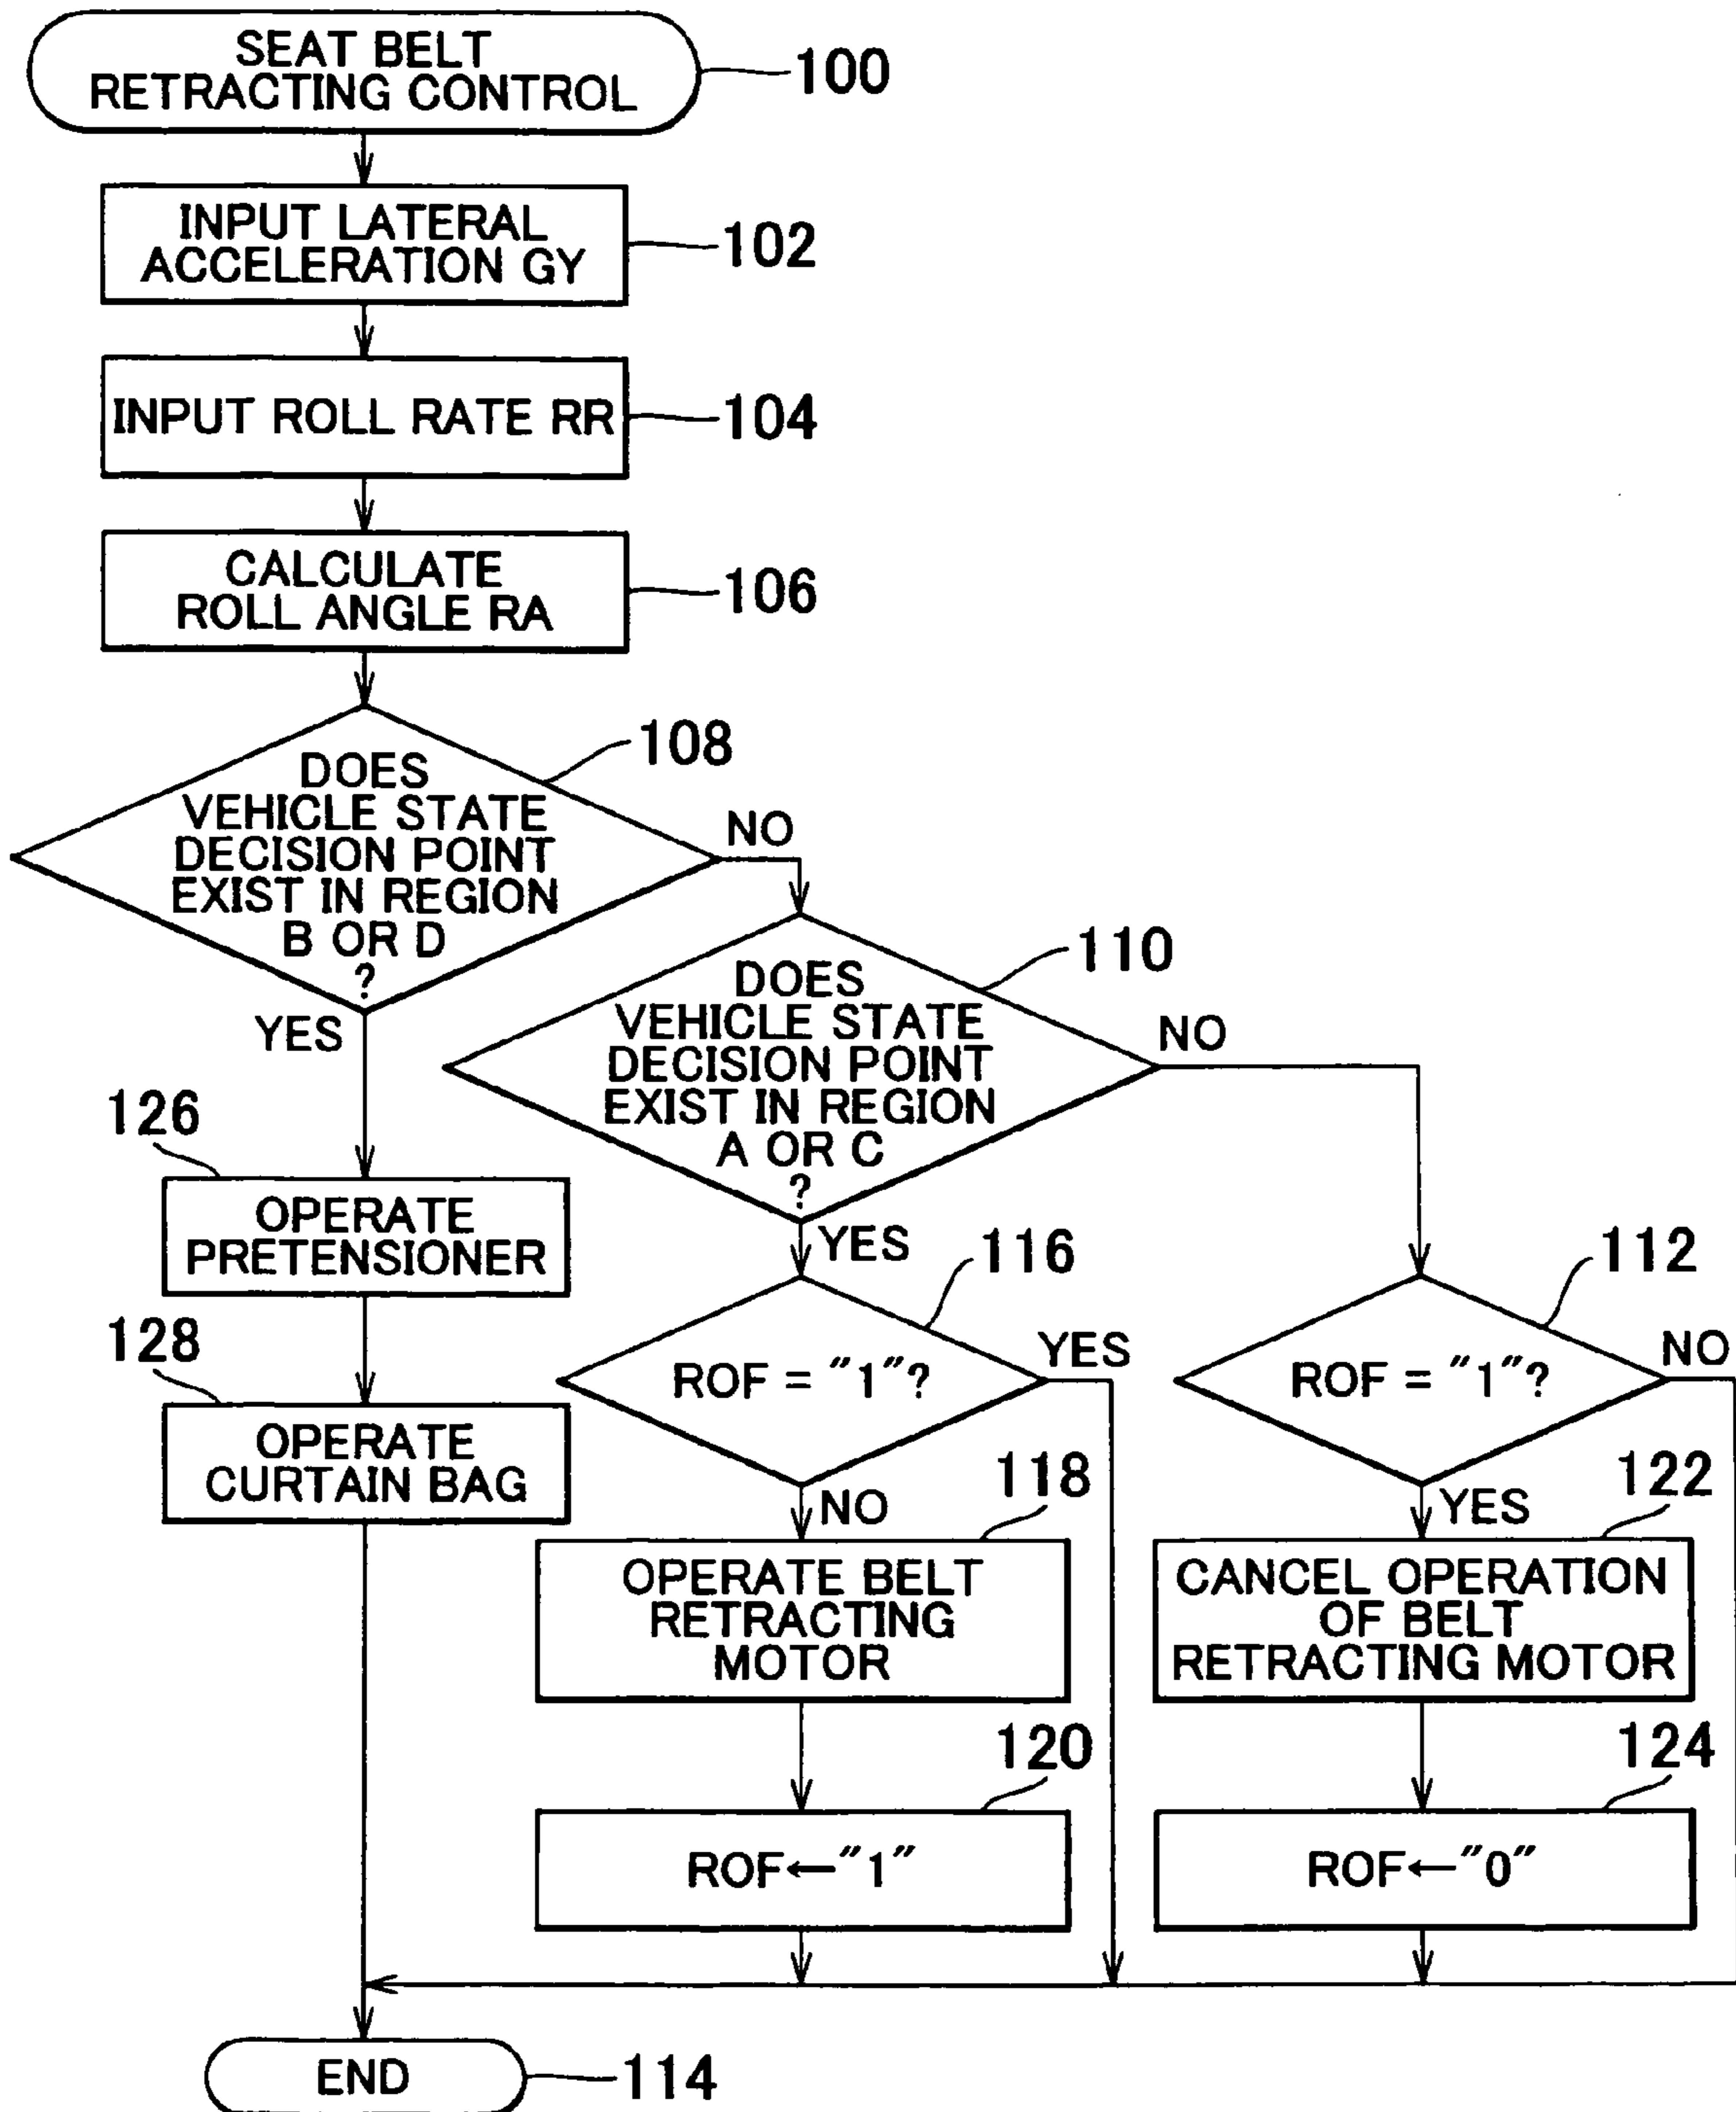 SEAT BELT
RETRACTING CONTROL
100
INPUT LATERAL
ACCELERATION GY
102
INPUT ROLL RATE RR
104
CALCULATE
ROLL ANGLE RA
106
108
DOES
VEHICLE STATE
DECISION POINT
EXIST IN REGION
B OR D
?
NO
YES
110
DOES
VEHICLE STATE
DECISION POINT
EXIST IN REGION
A OR C
?
NO
YES
126
OPERATE
PRETENSIONER
128
OPERATE
CURTAIN BAG
116
ROF = "1"?
YES
NO
112
ROF = "1"?
NO
YES
118
OPERATE BELT
RETRACTING
MOTOR
122
CANCEL OPERATION
OF BELT
RETRACTING MOTOR
120
ROF←"1"
124
ROF←"0"
END
114